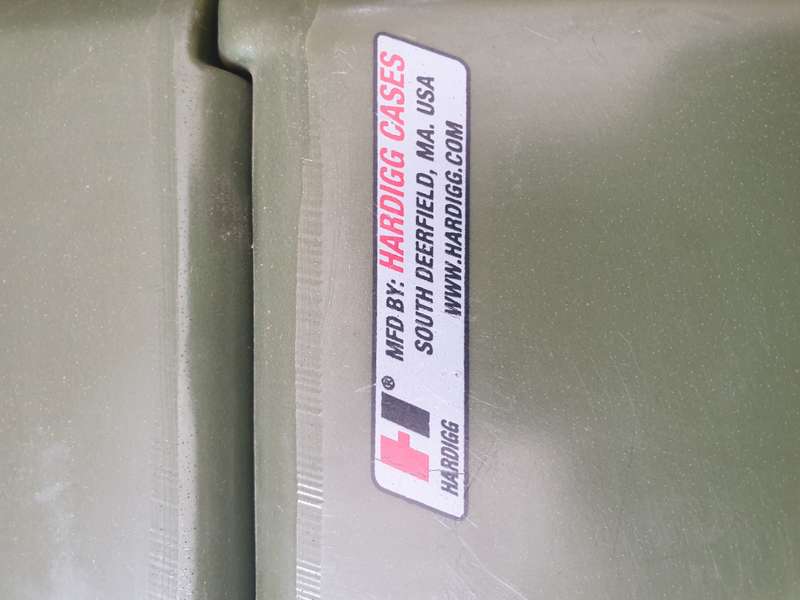 MFD BY: HARDIGG CASES
SOUTH DEERFIELD, MA. USA
WWW.HARDIGG.COM
®
HARDIGG